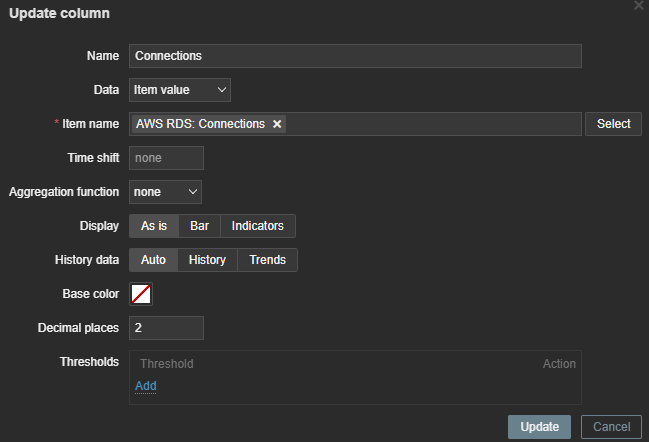 Update column
Name Connections
Data Item value
* Item name AWS RDS: Connections Select
Time shift none
Aggregation function none
Display As is Bar Indicators
History data Auto History Trends
Base color
Decimal places 2
Thresholds Threshold Action
Add
Update Cancel